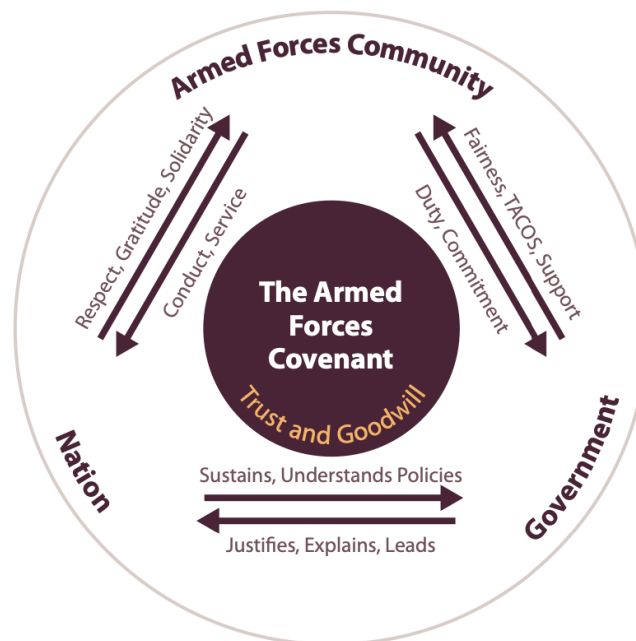 Armed Forces Community
Respect, Gratitude, Solidarity
Conduct, Service
Fairness, TACOS, Support
Duty, Commitment
The Armed
Forces
Covenant
Trust and Goodwill
Nation
Government
Sustains, Understands Policies
Justifies, Explains, Leads